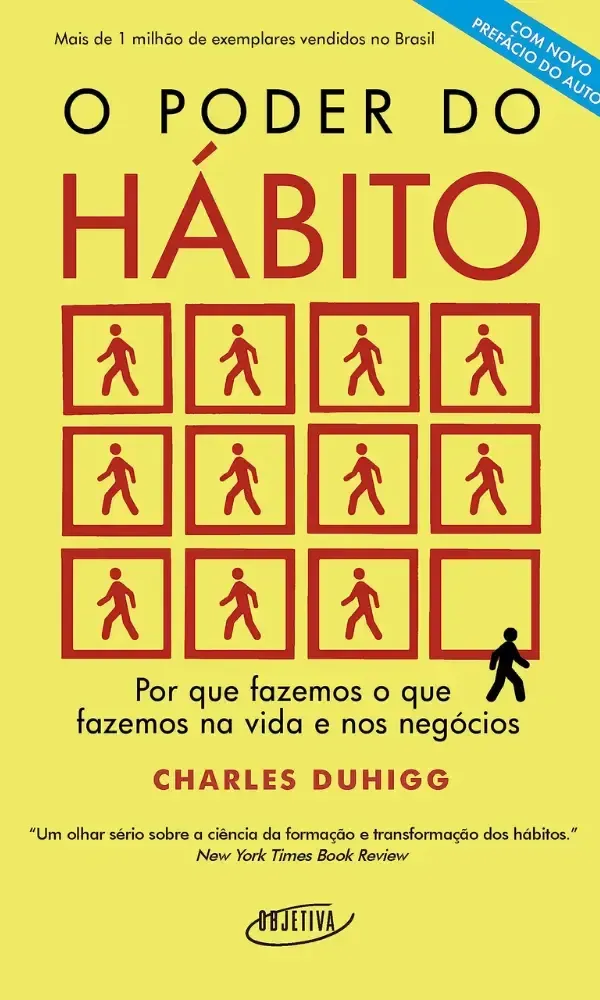 Mais de 1 milhão de exemplares vendidos no Brasil
COM NOVO
PREFÁCIO DO AUTO
O PODER DO
HÁBITO
Por que fazemos o que
fazemos na vida e nos negócios
CHARLES DUHIGG
“Um olhar sério sobre a ciência da formação e transformação dos hábitos.”
New York Times Book Review
OBJETIVA